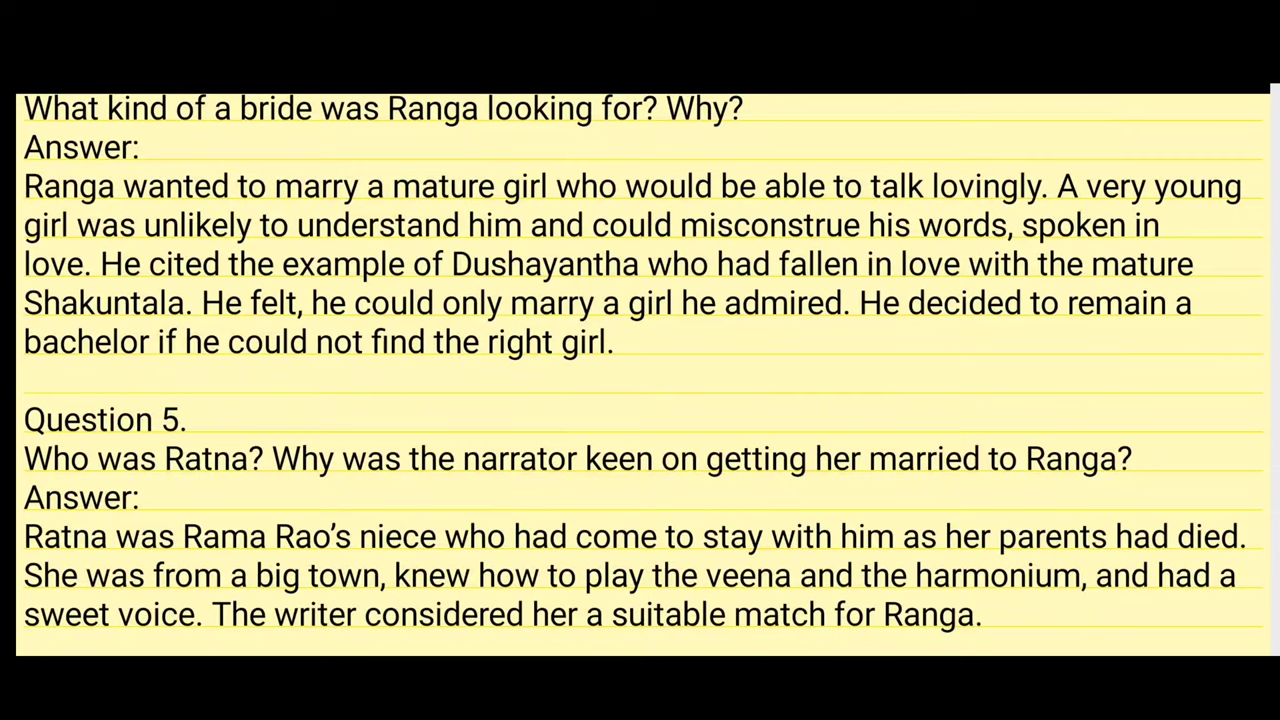 What kind of a bride was Ranga looking for? Why?
Answer:
Ranga wanted to marry a mature girl who would be able to talk lovingly. A very young
girl was unlikely to understand him and could misconstrue his words, spoken in
love. He cited the example of Dushayantha who had fallen in love with the mature
Shakuntala. He felt, he could only marry a girl he admired. He decided to remain a
bachelor if he could not find the right girl.
Question 5.
Who was Ratna? Why was the narrator keen on getting her married to Ranga?
Answer:
Ratna was Rama Rao’s niece who had come to stay with him as her parents had died.
She was from a big town, knew how to play the veena and the harmonium, and had a
sweet voice. The writer considered her a suitable match for Ranga.